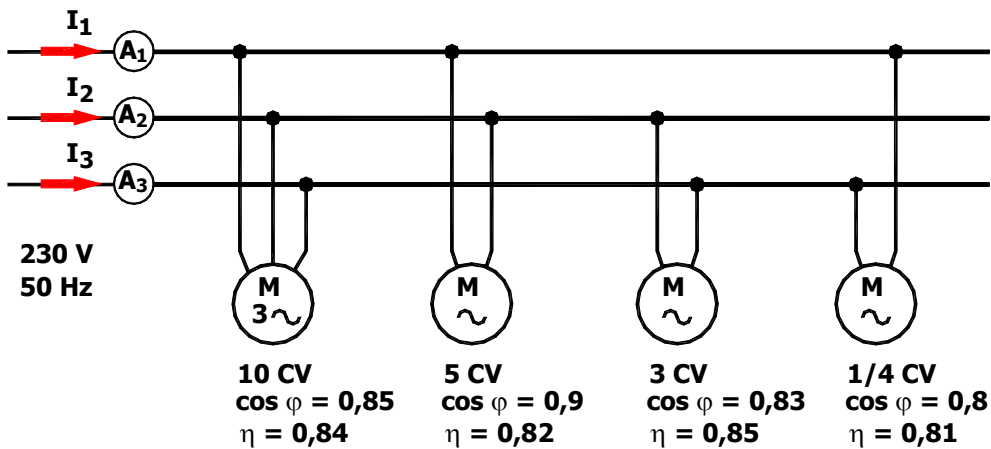 I1
A1
I2
A2
I3
A3
230 V
50 Hz
M
3
M
M
M
10 CV
cos φ = 0,85
η = 0,84
5 CV
cos φ = 0,9
η = 0,82
3 CV
cos φ = 0,83
η = 0,85
1/4 CV
cos φ = 0,8
η = 0,81